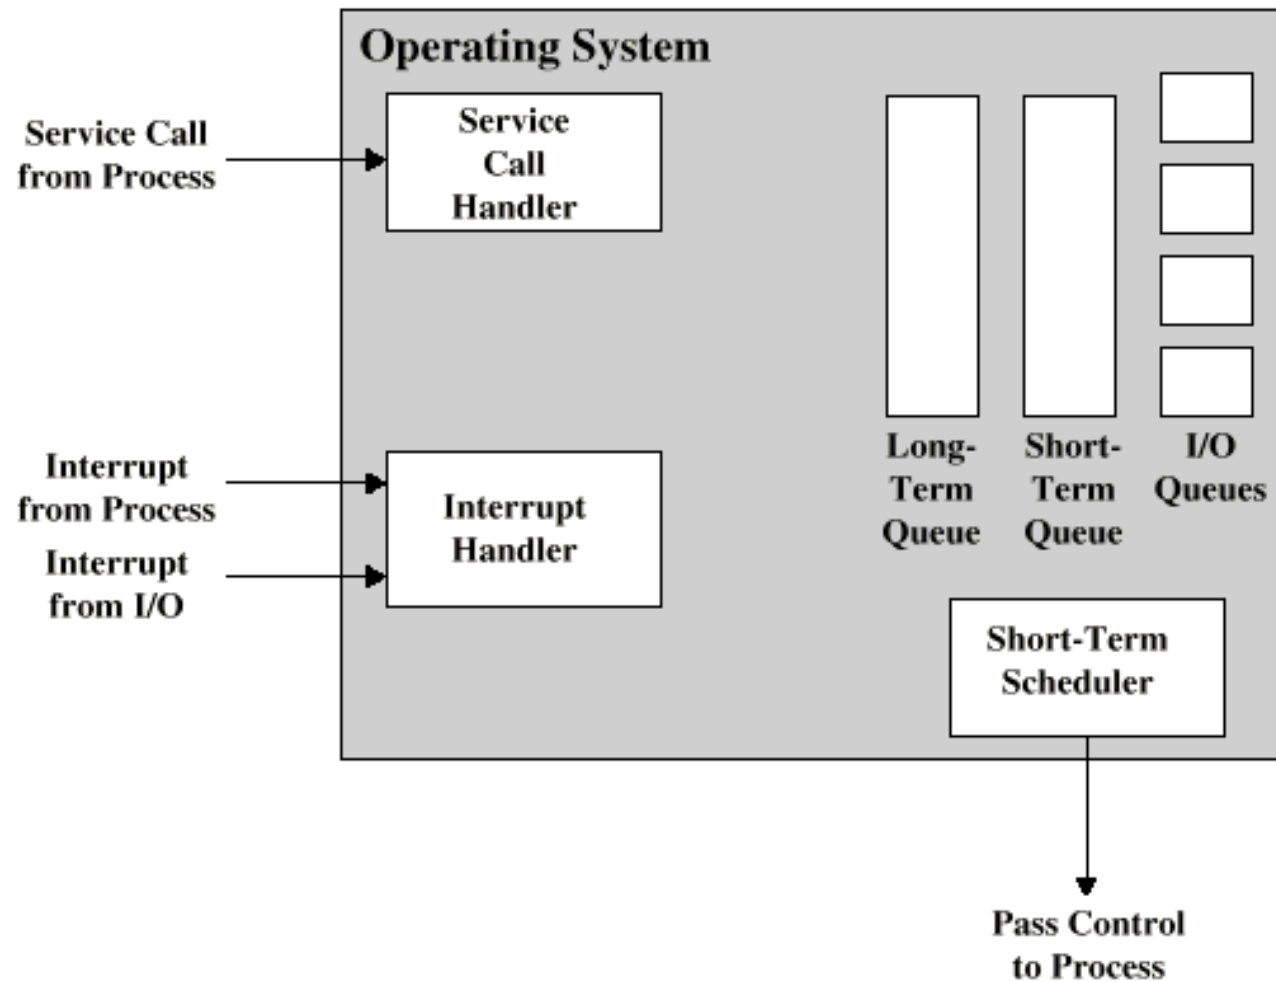 Operating System
Service Call
from Process
Service
Call
Handler
Interrupt
from Process
Interrupt
from I/O
Interrupt
Handler
Long-
Term
Queue
Short-
Term
Queue
I/O
Queues
Short-Term
Scheduler
Pass Control
to Process